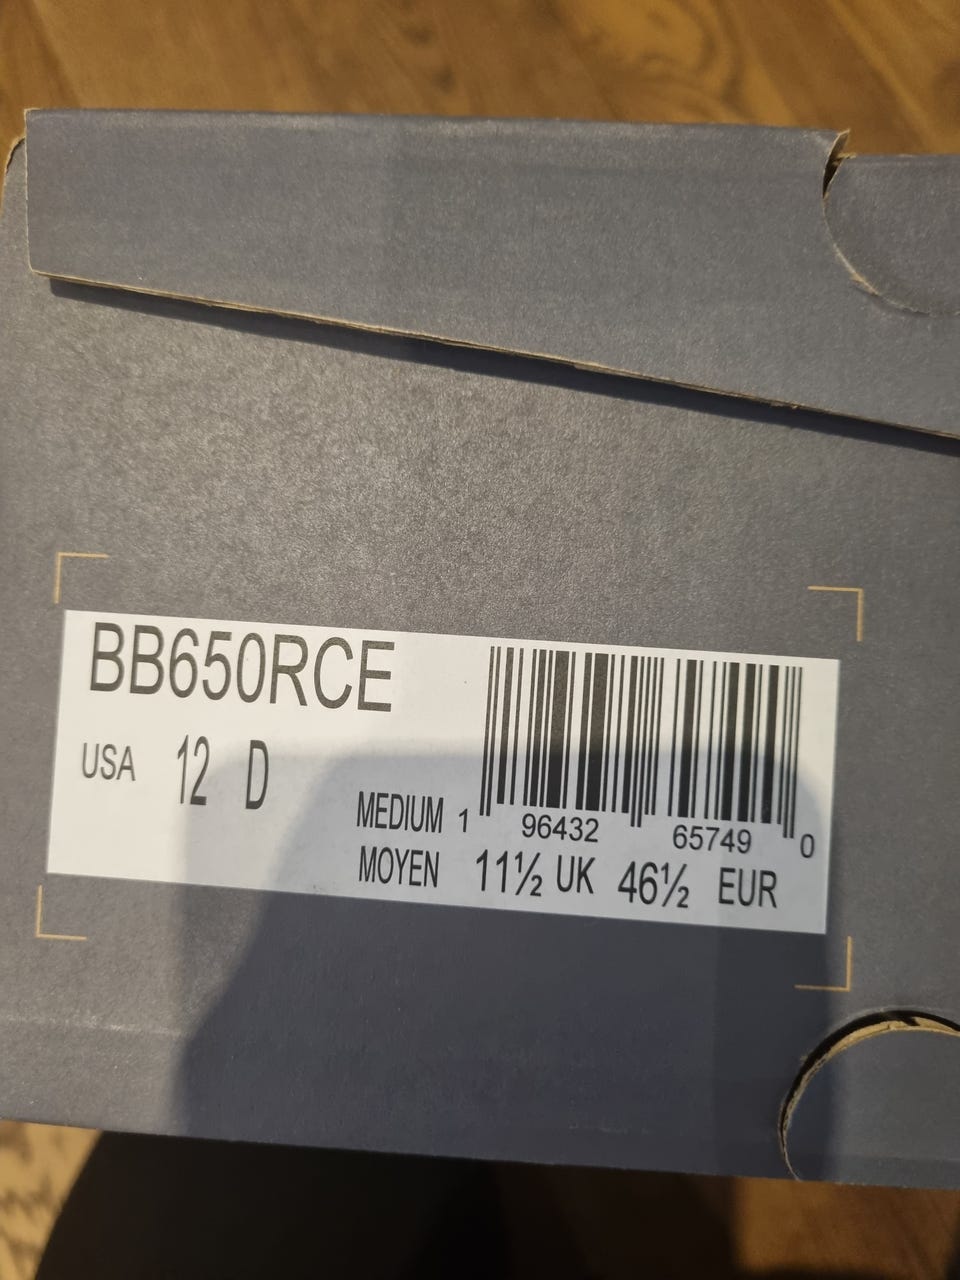 BB650RCE
USA 12 D
MEDIUM 1 96432 65749 0
MOYEN 11½ UK 46½ EUR